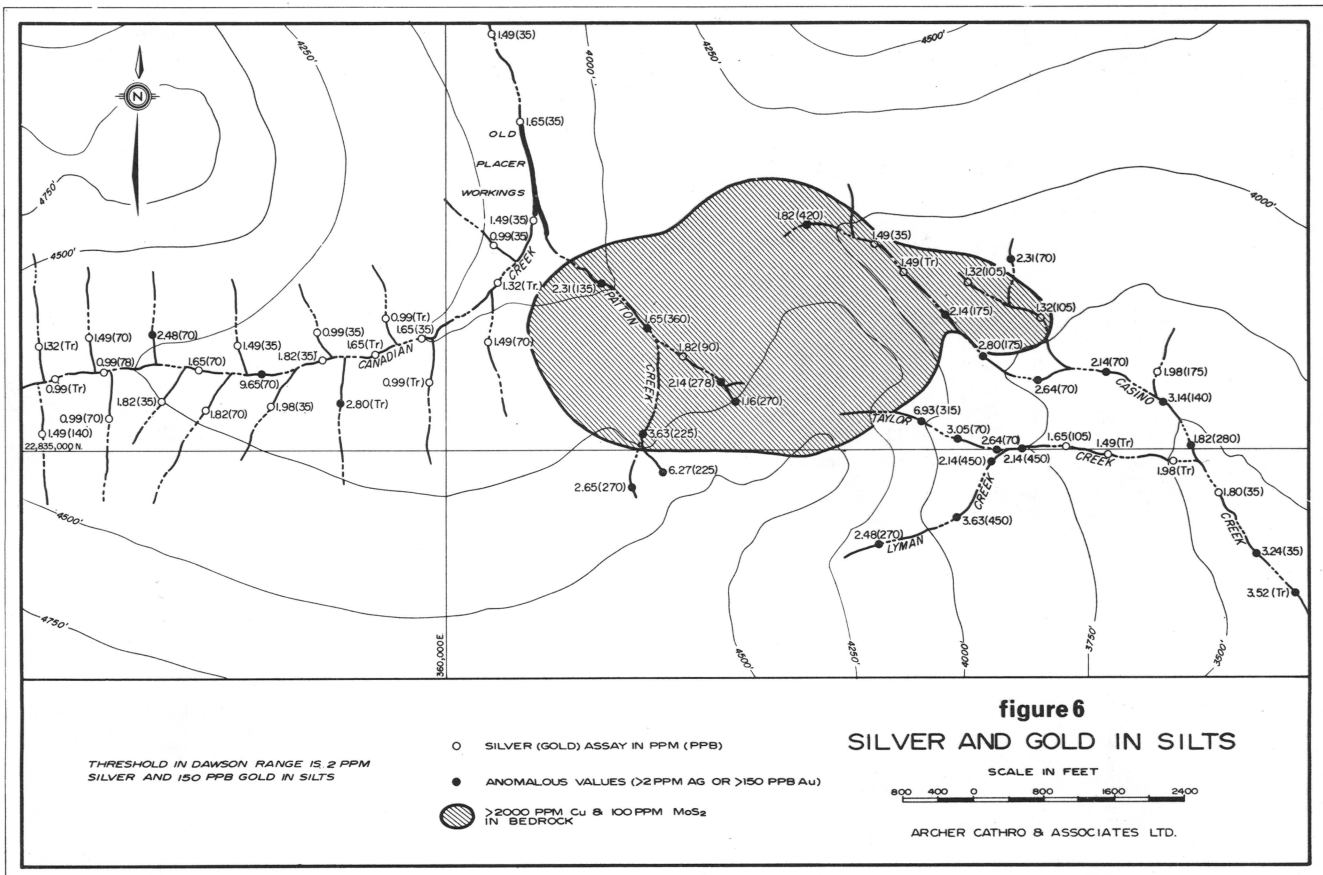 1.49(35)
4250'
4000'
4500'
N
1.65(35)
OLD
PLACER
WORKINGS
4750'
1.49(35)
0.99(35)
CREEK
1.82(420)
4000'
1.49(35)
4500'
1.49(Tr)
1.32(105)
2.31(70)
1.32(Tr.)
2.31(135)
PATTON
1.32(105)
2.14(175)
0.99(Tr)
1.65(35)
1.65(360)
2.48(70)
0.99(35)
1.49(70)
1.49(35)
1.32(Tr)
1.65(Tr)
CANADIAN
1.49(70)
1.82(90)
2.80(175)
1.82(35)
0.99(78)
1.65(70)
9.65(70)
2.14(70)
CASINO
1.98(175)
0.99(Tr)
0.99(Tr)
2.14(278)
2.64(70)
CREEK
1.82(35)
1.82(70)
1.98(35)
2.80(Tr)
1.16(270)
3.14(140)
0.99(70)
TAYLOR
6.93(315)
1.49(140)
3.63(225)
3.05(70)
2.64(70)
1.65(105)
1.49(Tr)
1.82(280)
22,835,000 N.
2.14(450)
2.14(450)
CREEK
1.98(Tr)
6.27(225)
2.65(270)
CREEK
1.80(35)
4500'
3.63(450)
CREEK
2.48(270)
LYMAN
3.24(35)
3.52(Tr)
4750'
360,000 E.
4500'
4250'
4000'
3750'
3500'
figure 6
SILVER AND GOLD IN SILTS
THRESHOLD IN DAWSON RANGE IS 2 PPM
SILVER AND 150 PPB GOLD IN SILTS
SILVER (GOLD) ASSAY IN PPM (PPB)
ANOMALOUS VALUES (>2PPM AG OR >150 PPB Au)
>2000 PPM Cu & 100 PPM MoS2
IN BEDROCK
SCALE IN FEET
800 400 0 800 1600 2400
ARCHER CATHRO & ASSOCIATES LTD.